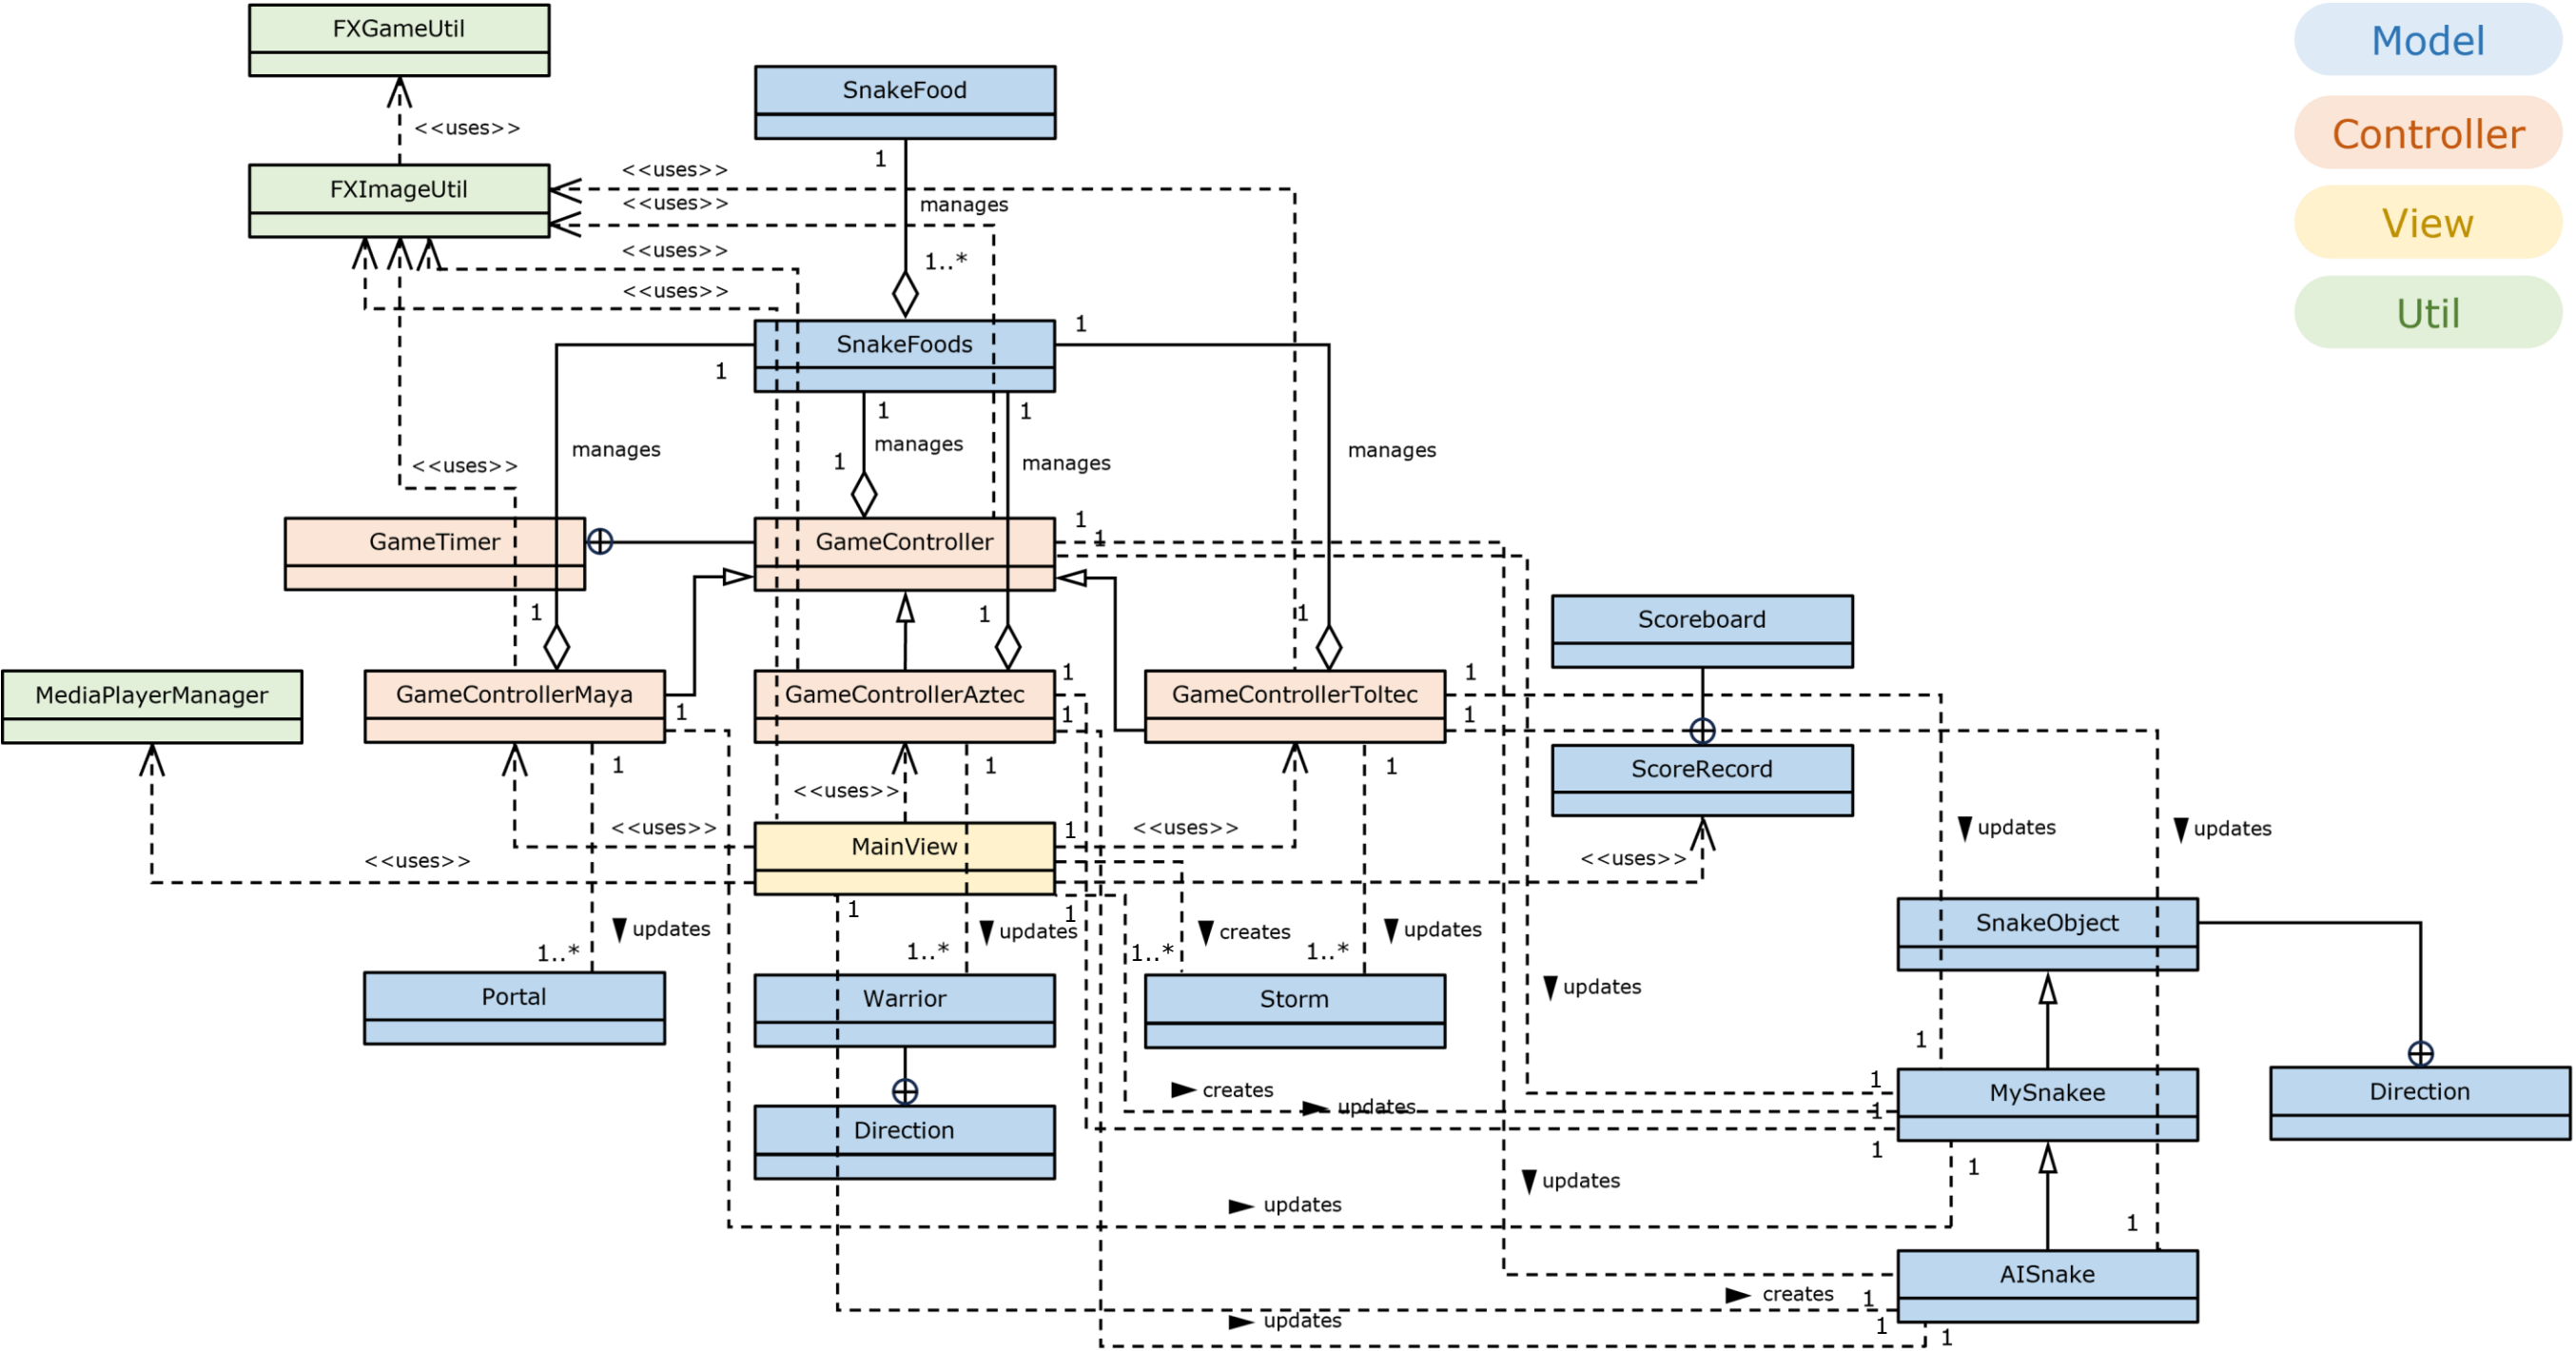 FXGameUtil
Model
SnakeFood
Controller
<<uses>>
1
<<uses>>
FXImageUtil
<<uses>>
manages
View
<<uses>>
1..*
<<uses>>
Util
1
SnakeFoods
1
1
1
manages
manages
manages
<<uses>>
1
manages
1
GameTimer
GameController
1
1
1
1
Scoreboard
1
1
MediaPlayerManager
GameControllerMaya
GameControllerAztec
GameControllerToltec
1
1
1
1
1
1
1
ScoreRecord
<<uses>>
<<uses>>
1
<<uses>>
updates
updates
MainView
<<uses>>
<<uses>>
1
1
updates
updates
creates
updates
SnakeObject
1..*
1..*
1..*
1..*
updates
Portal
Warrior
Storm
1
1
creates
MySnakee
Direction
updates
1
Direction
1
1
updates
updates
1
AISnake
creates
1
updates
1
1